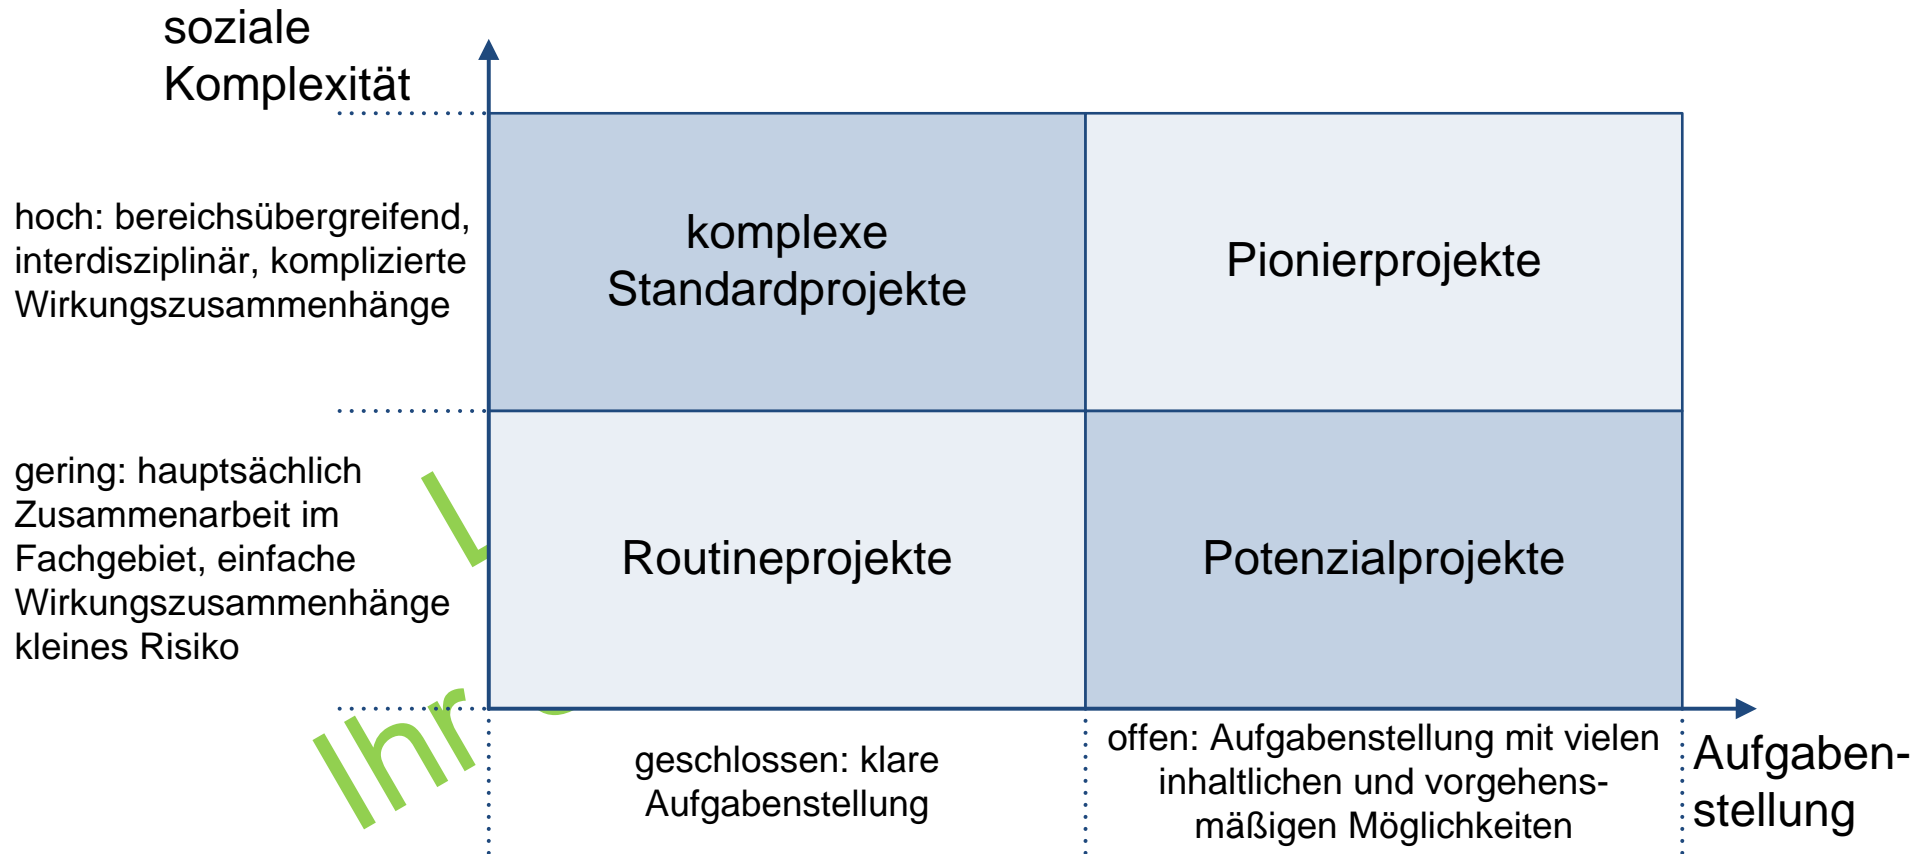 soziale
Komplexität
hoch: bereichsübergreifend,
interdisziplinär, komplizierte
Wirkungszusammenhänge
komplexe
Standardprojekte
Pionierprojekte
gering: hauptsächlich
Zusammenarbeit im
Fachgebiet, einfache
Wirkungszusammenhänge
kleines Risiko
Routineprojekte
Potenzialprojekte
Ihr
geschlossen: klare
Aufgabenstellung
offen: Aufgabenstellung mit vielen
inhaltlichen und vorgehens-
mäßigen Möglichkeiten
Aufgaben-
stellung